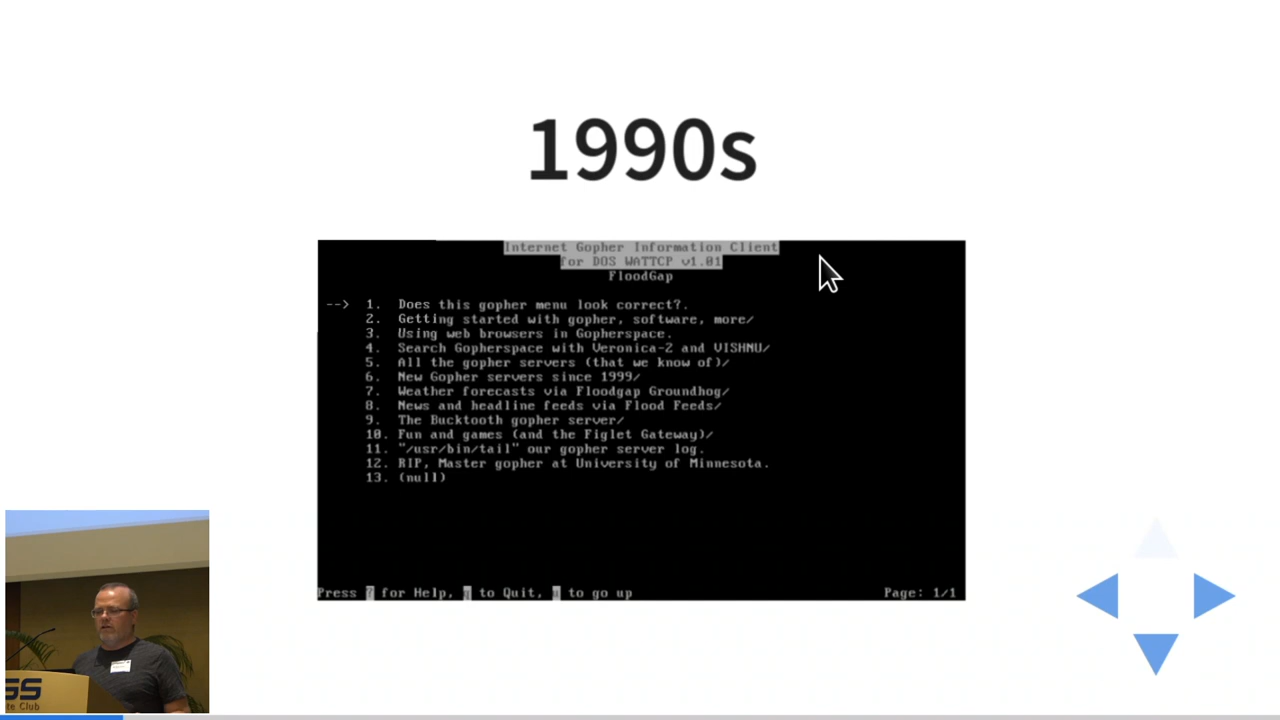 1990s
Internet Gopher Information Client
for DOS WATTCP v1.01
FloodGap
--> 1. Does this gopher menu look correct?.
2. Getting started with gopher, software, more/
3. Using web browsers in Gopherspace.
4. Search Gopherspace with Veronica-2 and VISHNU/
5. All the gopher servers (that we know of)/
6. New Gopher servers since 1999/
7. Weather forecasts via Floodgap Groundhog/
8. News and headline feeds via Flood Feeds/
9. The Bucktooth gopher server/
10. Fun and games (and the Figlet Gateway)/
11. "/usr/bin/tail" our gopher server log.
12. RIP, Master gopher at University of Minnesota.
13. (null)
Press ? for Help, q to Quit, u to go up Page: 1/1
SS
te Club